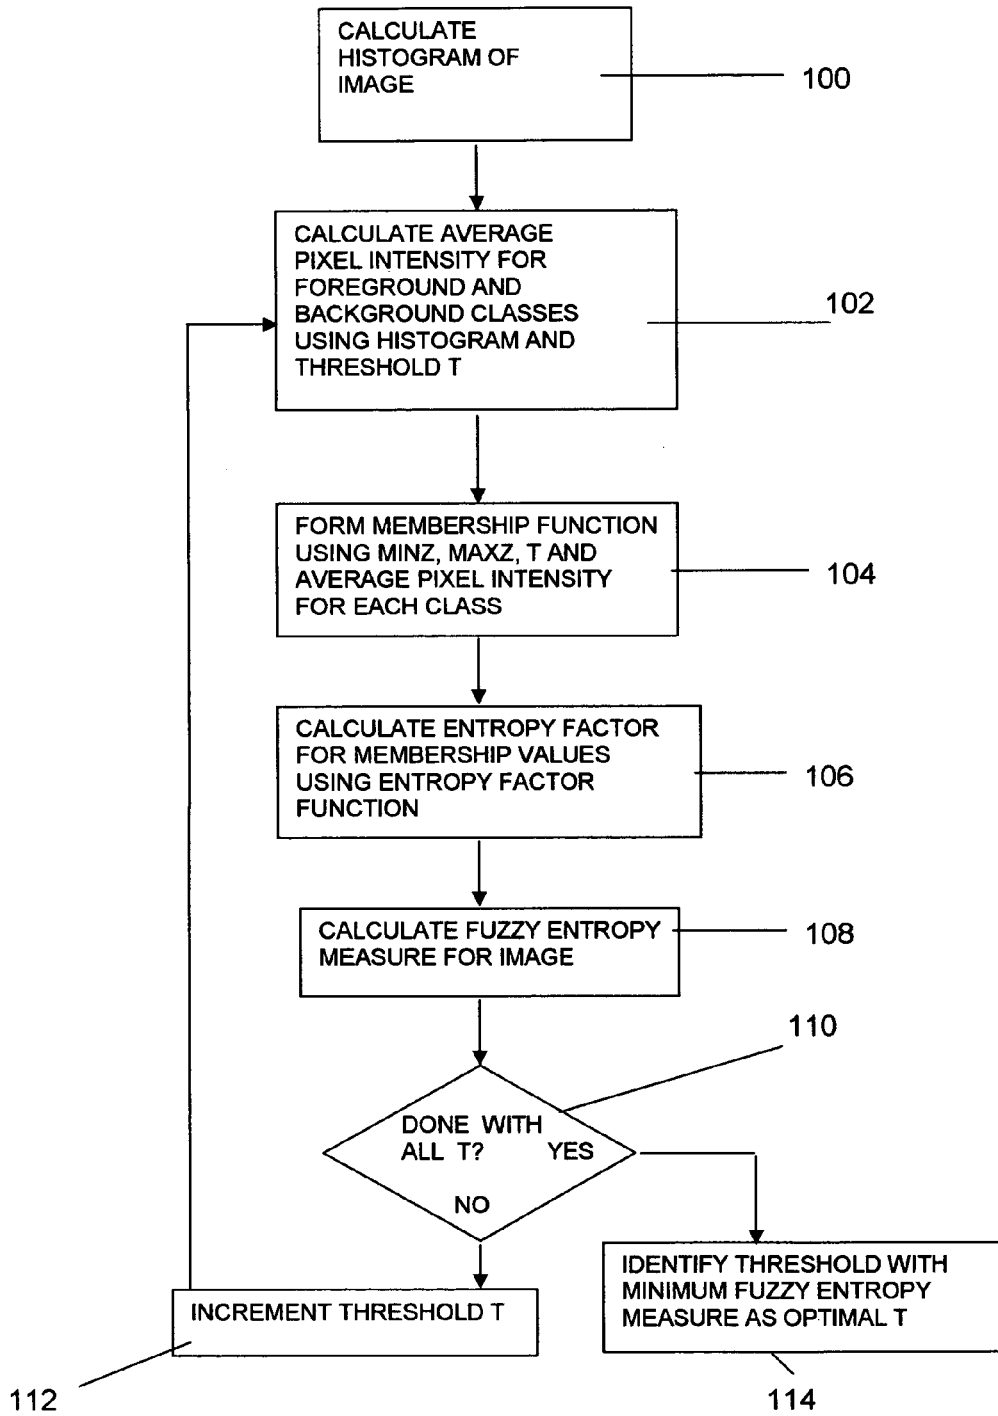 CALCULATE
HISTOGRAM OF
IMAGE
100
CALCULATE AVERAGE
PIXEL INTENSITY FOR
FOREGROUND AND
BACKGROUND CLASSES
USING HISTOGRAM AND
THRESHOLD T
102
FORM MEMBERSHIP FUNCTION
USING MINZ, MAXZ, T AND
AVERAGE PIXEL INTENSITY
FOR EACH CLASS
104
CALCULATE ENTROPY FACTOR
FOR MEMBERSHIP VALUES
USING ENTROPY FACTOR
FUNCTION
106
CALCULATE FUZZY ENTROPY
MEASURE FOR IMAGE
108
110
DONE WITH
ALL T? YES
NO
INCREMENT THRESHOLD T
112
IDENTIFY THRESHOLD WITH
MINIMUM FUZZY ENTROPY
MEASURE AS OPTIMAL T
114